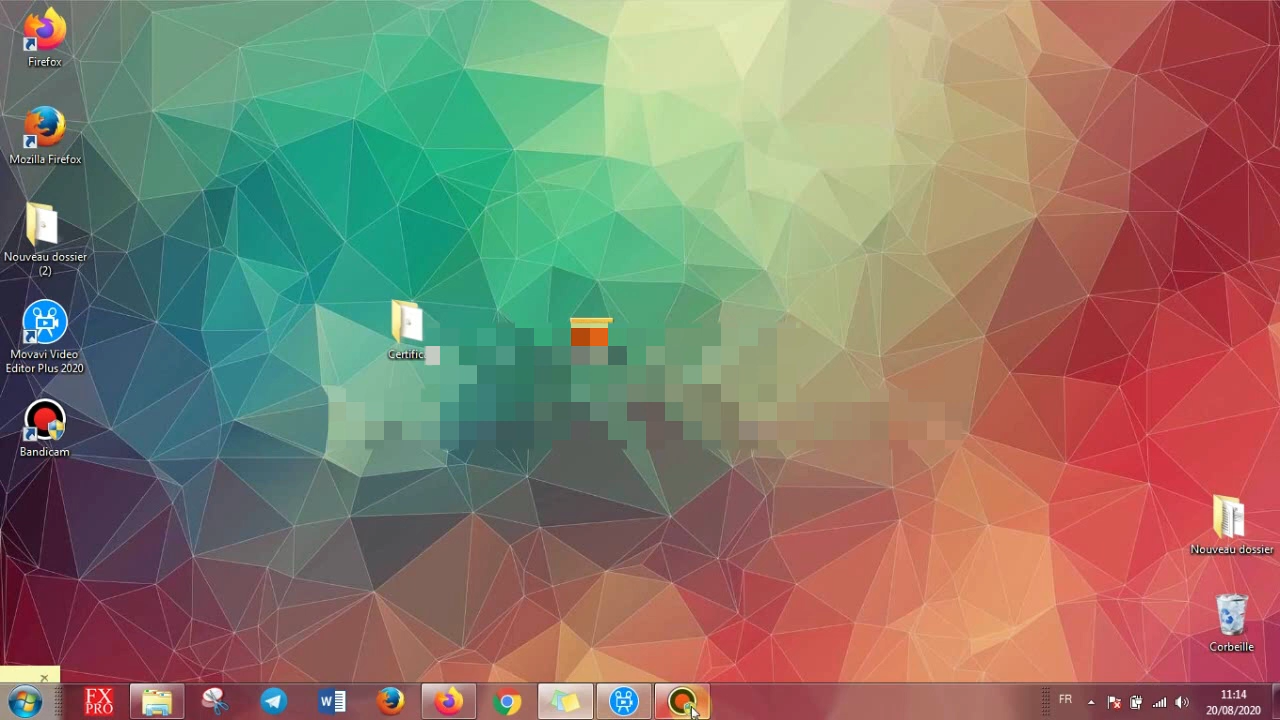 Firefox
Mozilla Firefox
Nouveau dossier
(2)
Movavi Video
Editor Plus 2020
Bandicam
Certific
Nouveau dossier
Corbeille
FX
PRO
W
FR
11:14
20/08/2020